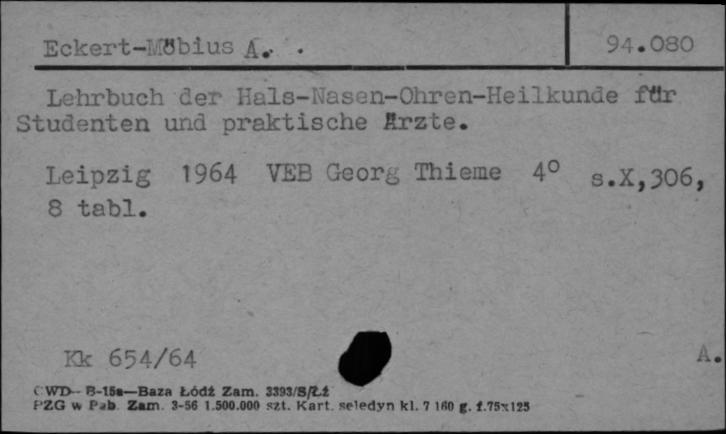 Eckert-Möbius A. 94.080
Lehrbuch der Hals-Nasen-Ohren-Heilkunde für
Studenten und praktische Ärzte.
Leipzig 1964 VEB Georg Thieme 4° s.X,306,
8 tabl.
Kk 654/64 A.
CWD-B-15a—Baza Łódź Zam. 3393/S/Łź
PZG w Pab. Zam. 3-56 1.500.000 szt. Kart. seledyn kl. 7 160 g. f.75x125